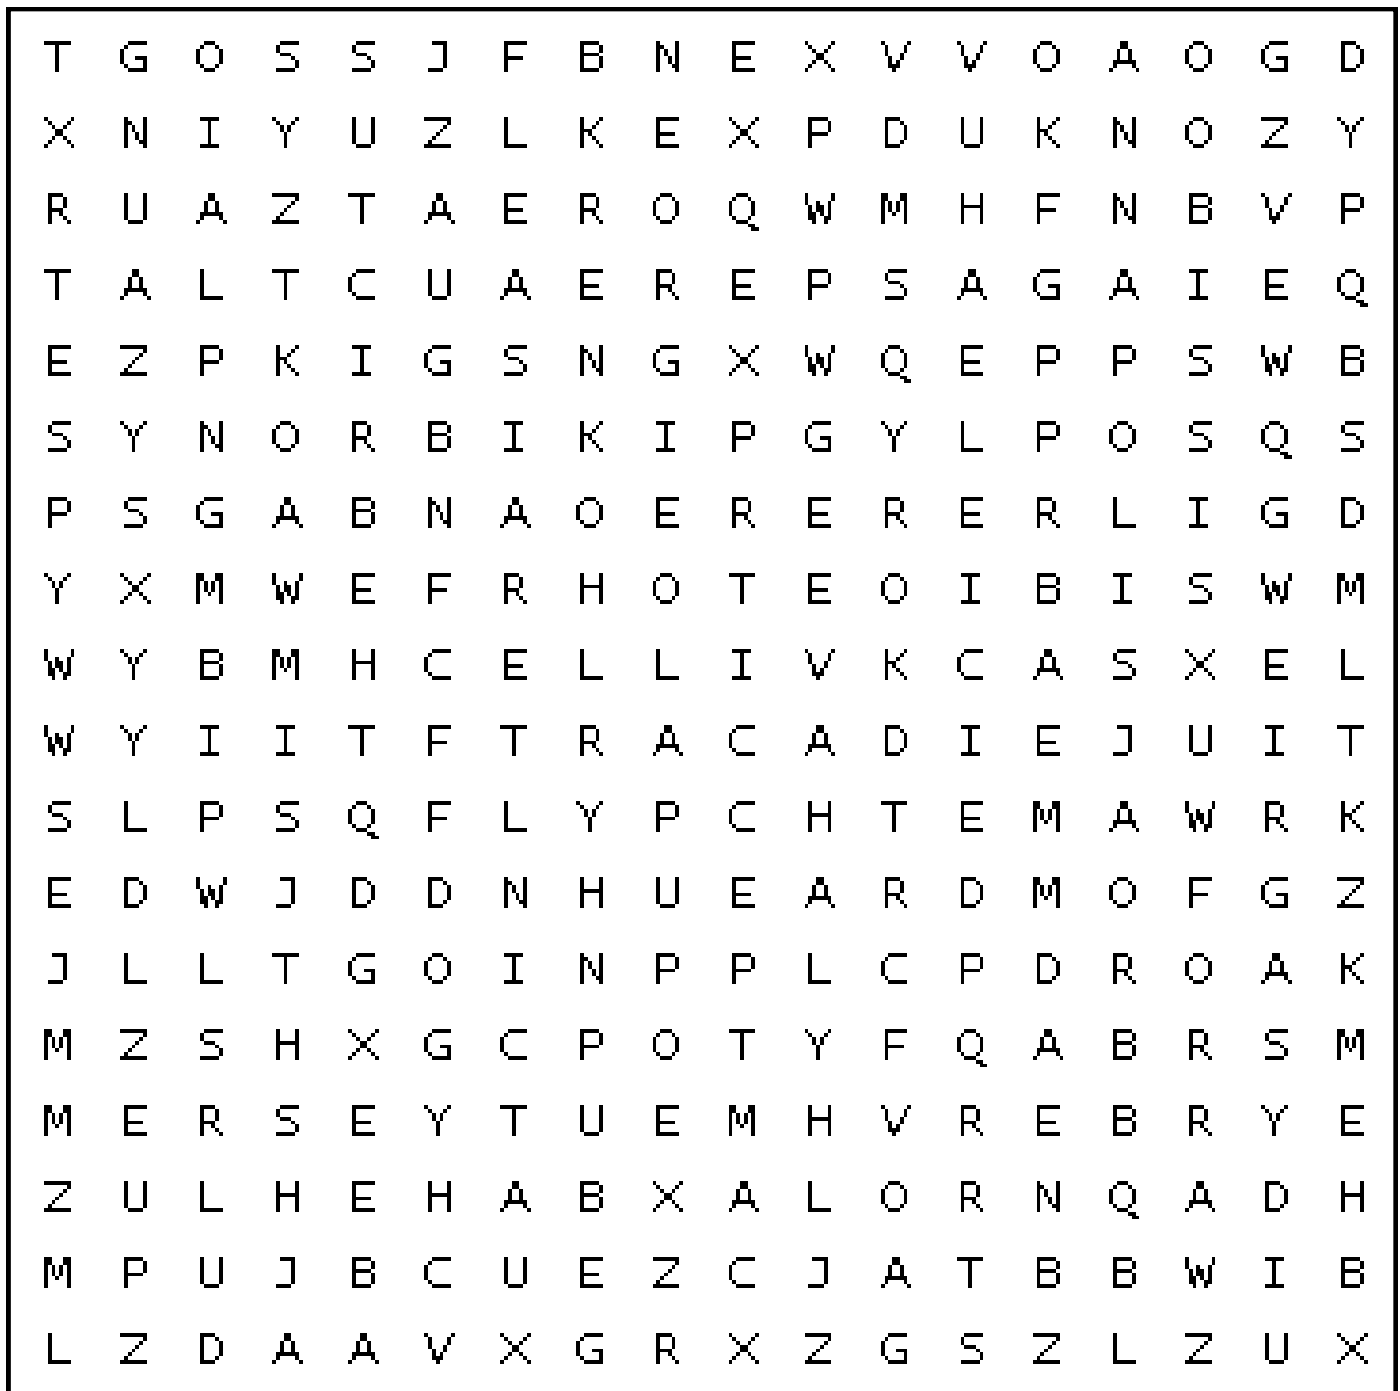 T G O S S J F B N E X V V O A O G D
X N I Y U Z L K E X P D U K N O Z Y
R U A Z T A E R O Q W M H F N B V P
T A L T C U A E R E P S A G A I E Q
E Z P K I G S N G X W Q E P P S W B
S Y N O R B I K I P G Y L P O S Q S
P S G A B N A O E R E R E R L I G D
Y X M W E F R H O T E O I B I S W M
W Y B M H C E L L I V K C A S X E L
W Y I I T F T R A C A D I E J U I T
S L P S Q F L Y P C H T E M A W R K
E D W J D D N H U E A R D M O F G Z
J L L T G O I N P P L C P D R O A K
M Z S H X G C P O T Y F Q A B R S M
M E R S E Y T U E M H V R E B R Y E
Z U L H E H A B X A L O R N Q A D H
M P U J B C U E Z C J A T B B W I B
L Z D A A V X G R X Z G S Z L Z U X